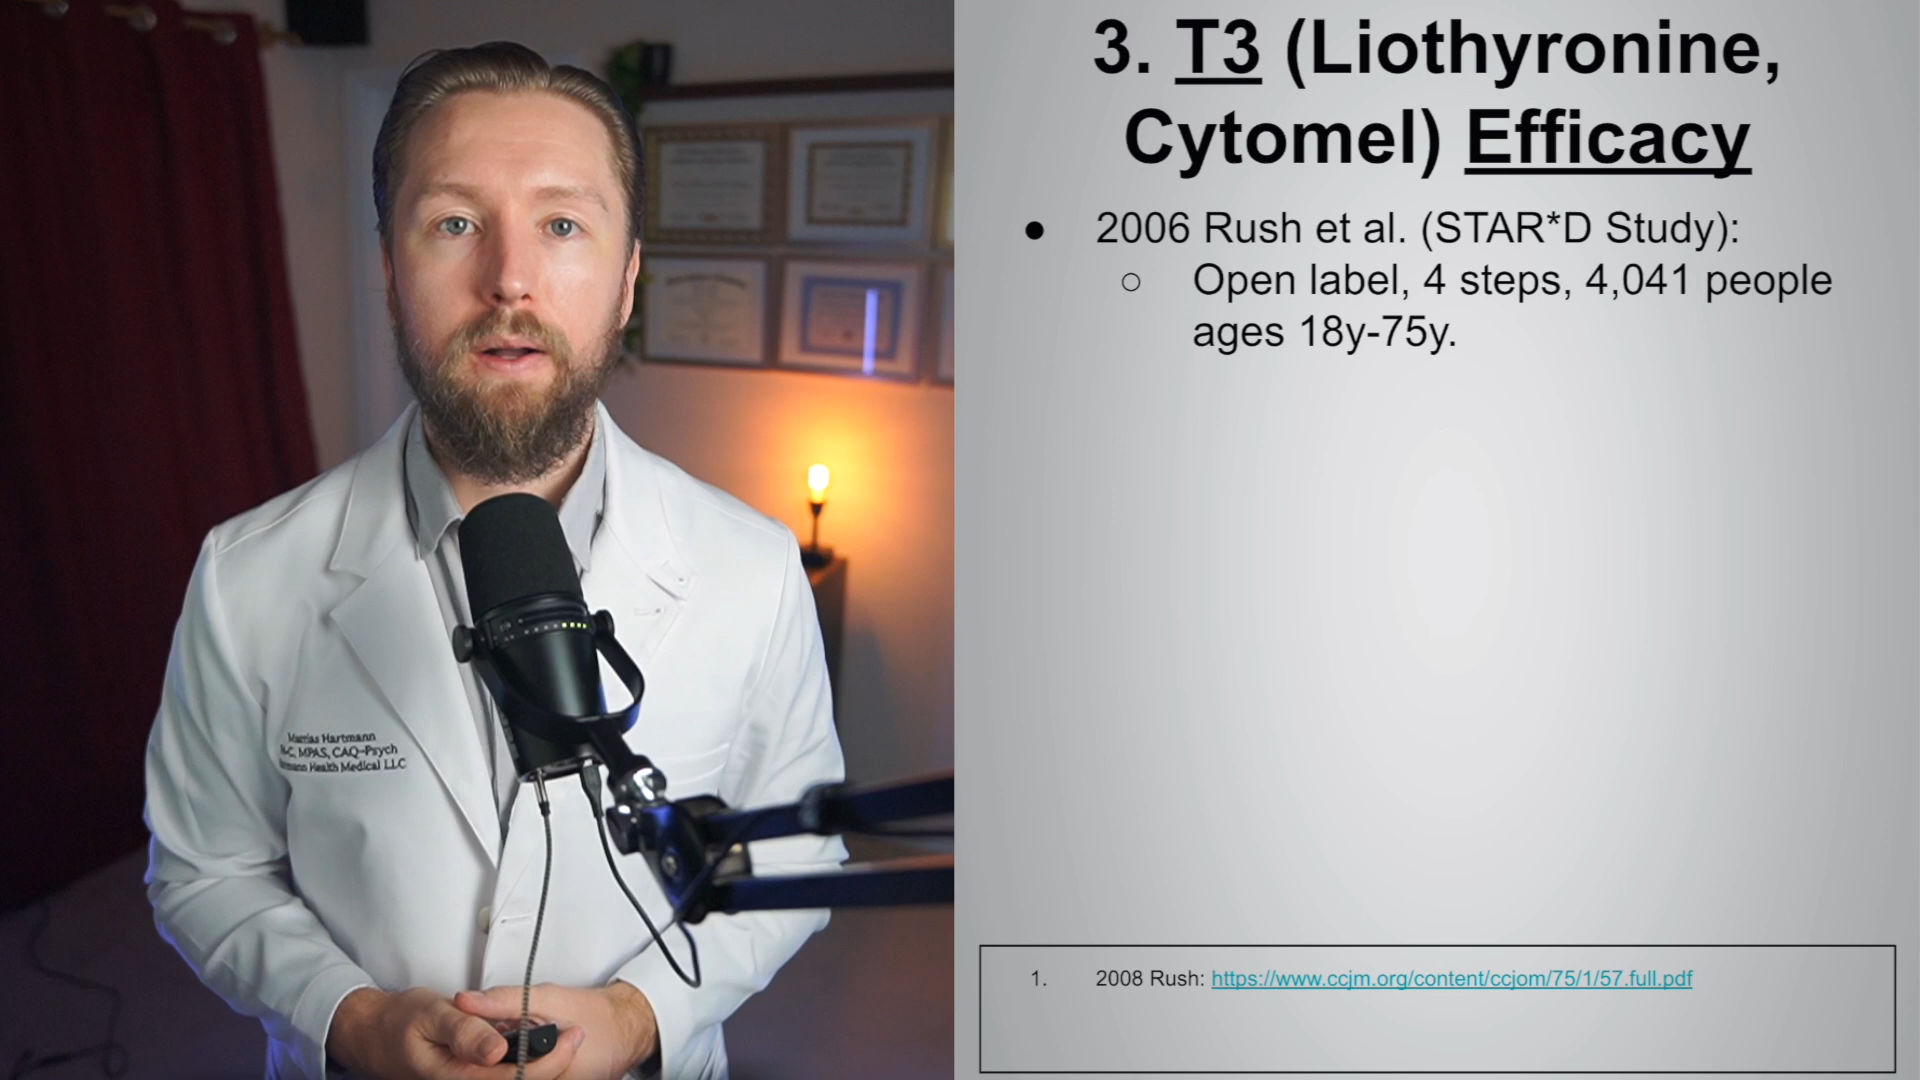 3. T3 (Liothyronine,
Cytomel) Efficacy
● 2006 Rush et al. (STAR*D Study):
○ Open label, 4 steps, 4,041 people
ages 18y-75y.
1. 2008 Rush: https://www.ccjm.org/content/ccjom/75/1/57.full.pdf
Hartmann
MPAS, CAQ-Psych
Health Medical LLC